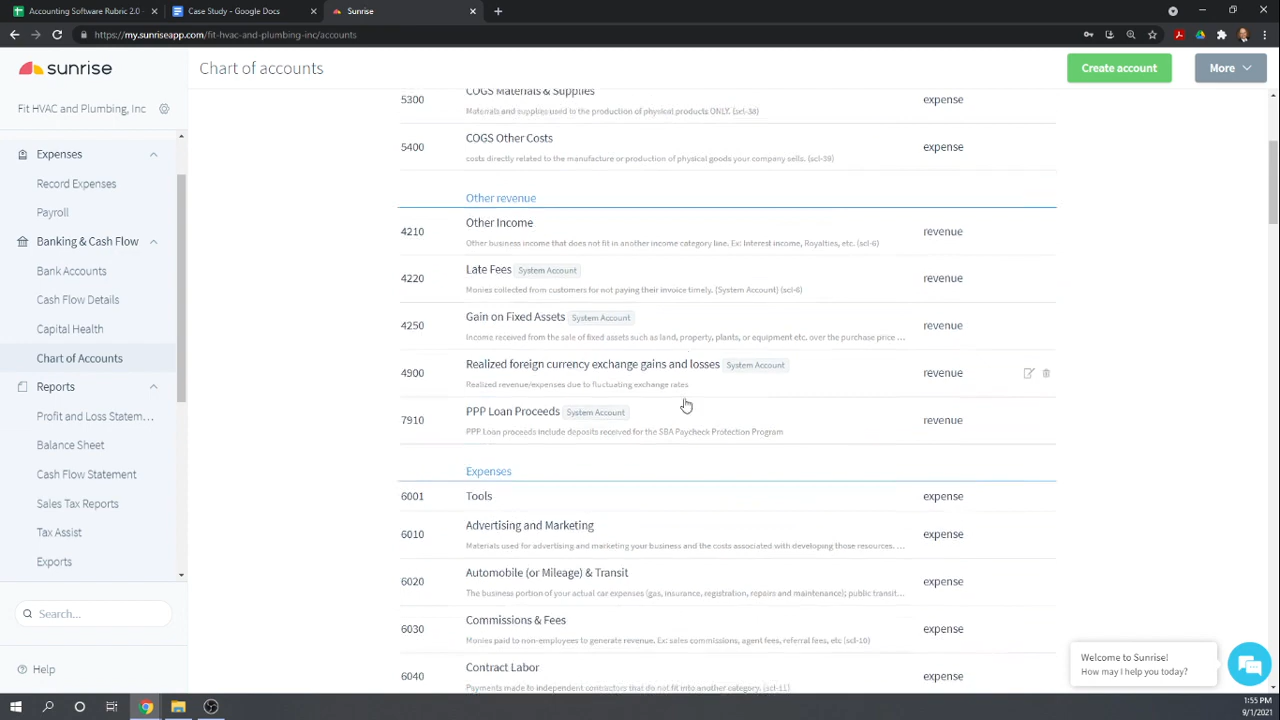 Accounting Software Rubric 2.0 -
Case Study - Google Docs
Sunrise
https://my.sunriseapp.com/fit-hvac-and-plumbing-inc/accounts
sunrise
Chart of accounts
Create account
More
Fit HVAC and Plumbing, Inc
Expenses
Record Expenses
Payroll
Banking & Cash Flow
Bank Accounts
Cash Flow Details
Capital Health
Chart of Accounts
Reports
Profit and Loss Statem...
Balance Sheet
Cash Flow Statement
Sales Tax Reports
Tax Assist
Exports
Search...
Help
5300 COGS Materials & Supplies expense
Materials and supplies used in the production of physical products ONLY. (scl-38)
5400 COGS Other Costs expense
costs directly related to the manufacture or production of physical goods your company sells. (scl-39)
Other revenue
4210 Other Income revenue
Other business income that does not fit in another income category line. Ex: Interest income, Royalties, etc. (scl-6)
4220 Late Fees System Account revenue
Monies collected from customers for not paying their invoice timely. (System Account) (scl-6)
4250 Gain on Fixed Assets System Account revenue
Income received from the sale of fixed assets such as land, property, plants, or equipment etc. over the purchase price ...
4900 Realized foreign currency exchange gains and losses System Account revenue
Realized revenue/expenses due to fluctuating exchange rates
7910 PPP Loan Proceeds System Account revenue
PPP Loan proceeds include deposits received for the SBA Paycheck Protection Program
Expenses
6001 Tools expense
6010 Advertising and Marketing expense
Materials used for advertising and marketing your business and the costs associated with developing those resources. ...
6020 Automobile (or Mileage) & Transit expense
The business portion of your actual car expenses (gas, insurance, registration, repairs and maintenance); public transit...
6030 Commissions & Fees expense
Monies paid to non-employees to generate revenue. Ex: sales commissions, agent fees, referral fees, etc (scl-10)
6040 Contract Labor expense
Payments made to independent contractors that do not fit into another category. (scl-11)
Welcome to Sunrise!
How may I help you today?
1:55 PM
9/1/2021